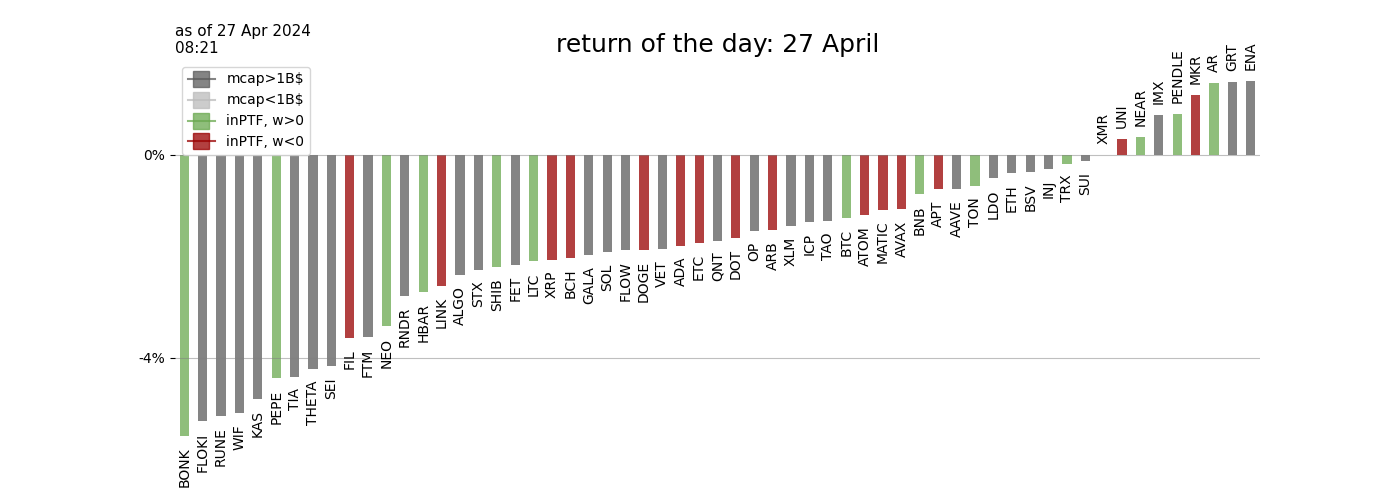 as of 27 Apr 2024
08:21
return of the day: 27 April
mcap>1B$
mcap<1B$
inPTF, w>0
inPTF, w<0
0%
-4%
BONK
FLOKI
RUNE
WIF
KAS
PEPE
TIA
THETA
SEI
FIL
FTM
NEO
RNDR
HBAR
LINK
ALGO
STX
SHIB
FET
LTC
XRP
BCH
GALA
SOL
FLOW
DOGE
VET
ADA
ETC
QNT
DOT
OP
ARB
XLM
ICP
TAO
BTC
ATOM
MATIC
AVAX
BNB
APT
AAVE
TON
LDO
ETH
BSV
INJ
TRX
SUI
XMR
UNI
NEAR
IMX
PENDLE
MKR
AR
GRT
ENA